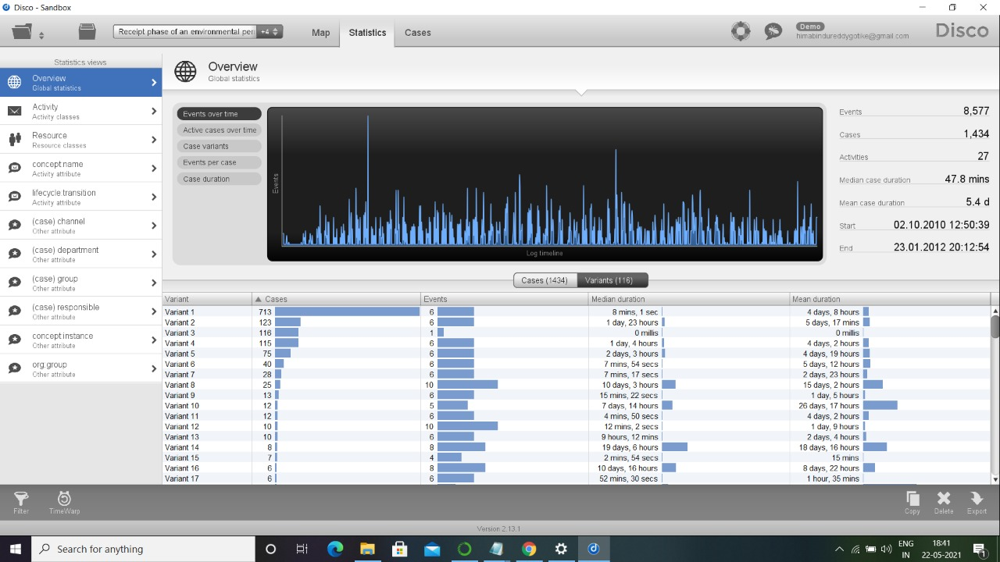 Disco - Sandbox
Receipt phase of an environmental per +4
Map Statistics Cases
Demo
himabindureddygotike@gmail.com
Disco
Statistics views
Overview
Global statistics
Activity
Activity classes
Resource
Resource classes
concept:name
Activity attribute
lifecycle:transition
Activity attribute
(case) channel
Other attribute
(case) department
Other attribute
(case) group
Other attribute
(case) responsible
Other attribute
concept:instance
Other attribute
org:group
Other attribute
Overview
Global statistics
Events over time
Active cases over time
Case variants
Events per case
Case duration
Events
Log timeline
Events 8,577
Cases 1,434
Activities 27
Median case duration 47.8 mins
Mean case duration 5.4 d
Start 02.10.2010 12:50:39
End 23.01.2012 20:12:54
Cases (1434) Variants (116)
Variant Cases Events Median duration Mean duration
Variant 1 713 6 8 mins, 1 sec 4 days, 8 hours
Variant 2 123 6 1 day, 23 hours 5 days, 17 mins
Variant 3 116 1 0 millis 0 millis
Variant 4 115 6 1 day, 4 hours 4 days, 2 hours
Variant 5 75 6 2 days, 3 hours 4 days, 19 hours
Variant 6 40 6 7 mins, 54 secs 5 days, 12 hours
Variant 7 28 6 7 mins, 17 secs 2 days, 23 hours
Variant 8 25 10 10 days, 3 hours 15 days, 2 hours
Variant 9 13 6 15 mins, 22 secs 1 day, 5 hours
Variant 10 12 5 7 days, 14 hours 26 days, 17 hours
Variant 11 12 6 4 mins, 50 secs 4 days, 2 hours
Variant 12 10 10 12 mins, 2 secs 1 day, 9 hours
Variant 13 10 6 9 hours, 12 mins 2 days, 4 hours
Variant 14 8 8 19 days, 6 hours 18 days, 16 hours
Variant 15 7 4 2 mins, 54 secs 15 mins
Variant 16 6 8 10 days, 16 hours 8 days, 22 hours
Variant 17 6 6 52 mins, 30 secs 1 hour, 35 mins
Filter TimeWarp Copy Delete Export
Version 2.13.1
Search for anything
ENG 18:41
IN 22-05-2021